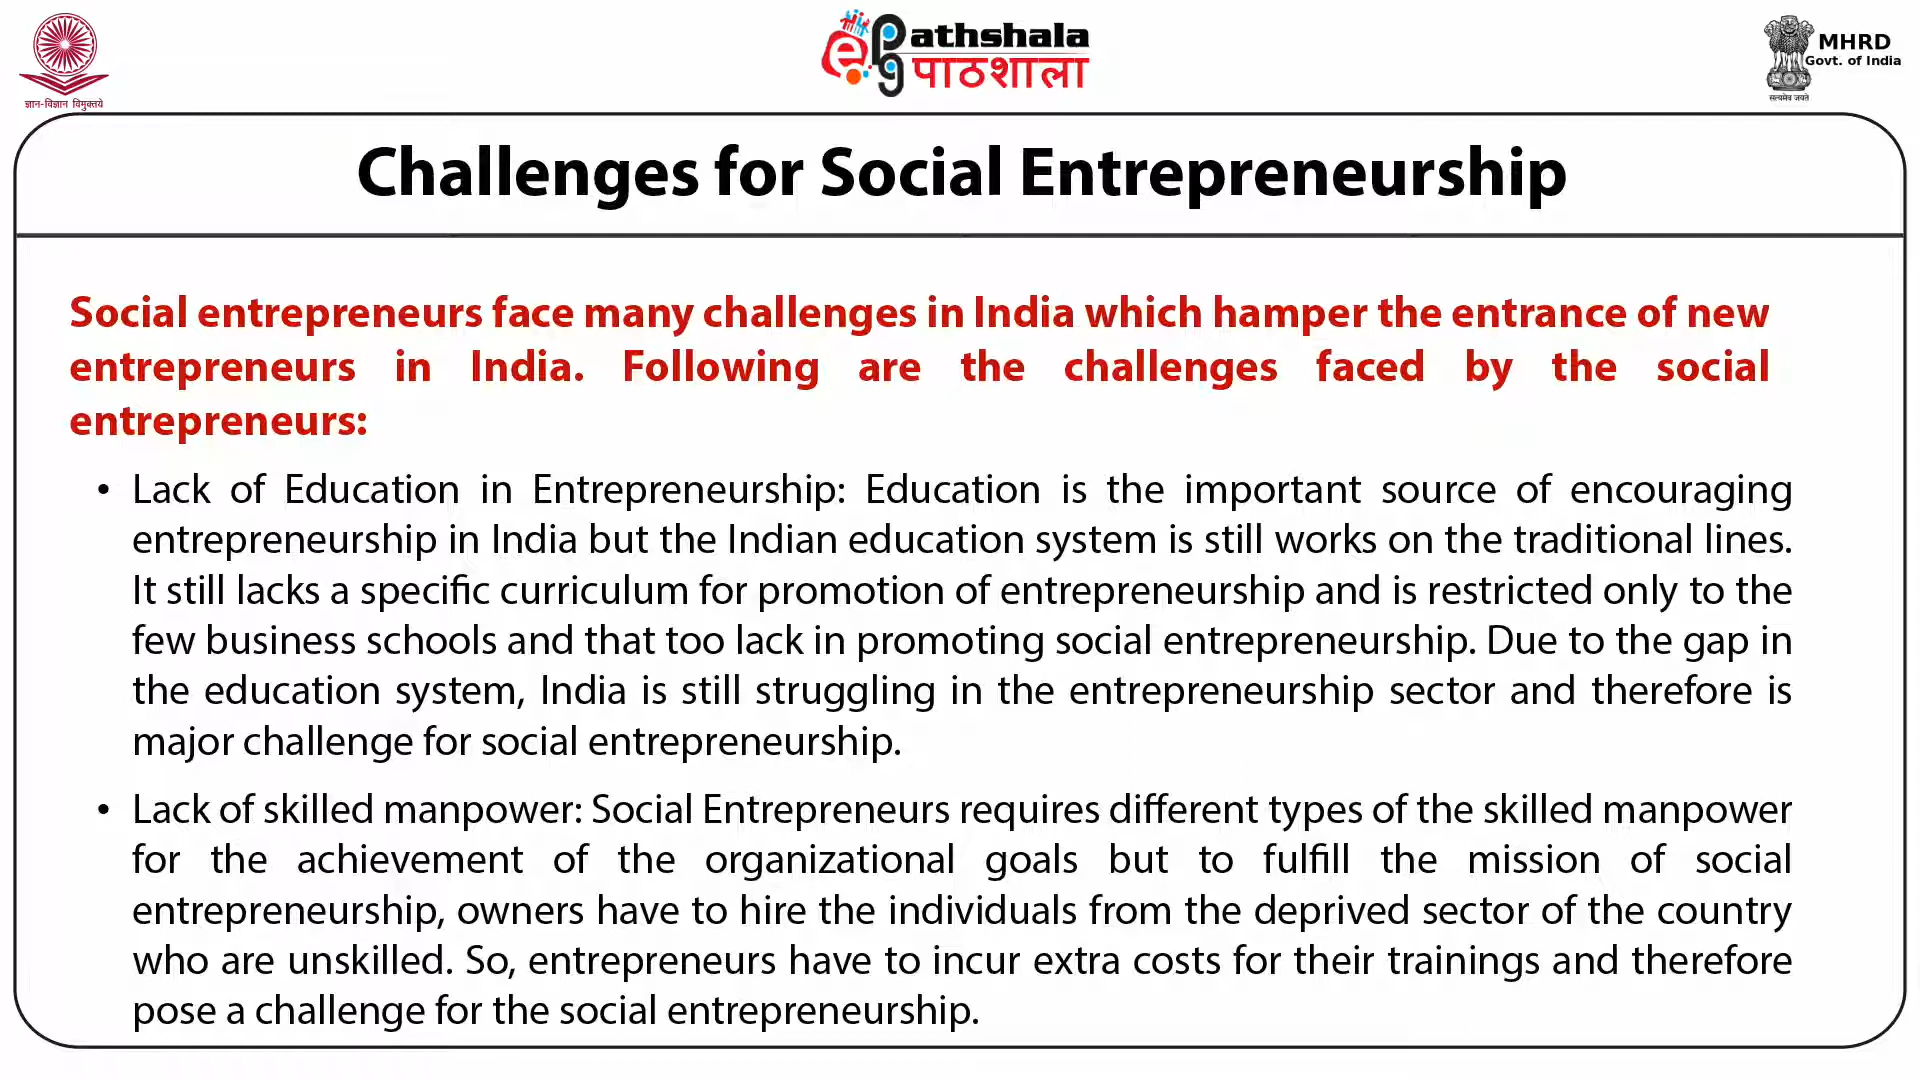 ज्ञान-विज्ञान विमुक्तये
ePathshala
पाठशाला
MHRD
Govt. of India
सत्यमेव जयते
Challenges for Social Entrepreneurship
Social entrepreneurs face many challenges in India which hamper the entrance of new
entrepreneurs in India. Following are the challenges faced by the social
entrepreneurs:
• Lack of Education in Entrepreneurship: Education is the important source of encouraging
entrepreneurship in India but the Indian education system is still works on the traditional lines.
It still lacks a specific curriculum for promotion of entrepreneurship and is restricted only to the
few business schools and that too lack in promoting social entrepreneurship. Due to the gap in
the education system, India is still struggling in the entrepreneurship sector and therefore is
major challenge for social entrepreneurship.
• Lack of skilled manpower: Social Entrepreneurs requires different types of the skilled manpower
for the achievement of the organizational goals but to fulfill the mission of social
entrepreneurship, owners have to hire the individuals from the deprived sector of the country
who are unskilled. So, entrepreneurs have to incur extra costs for their trainings and therefore
pose a challenge for the social entrepreneurship.